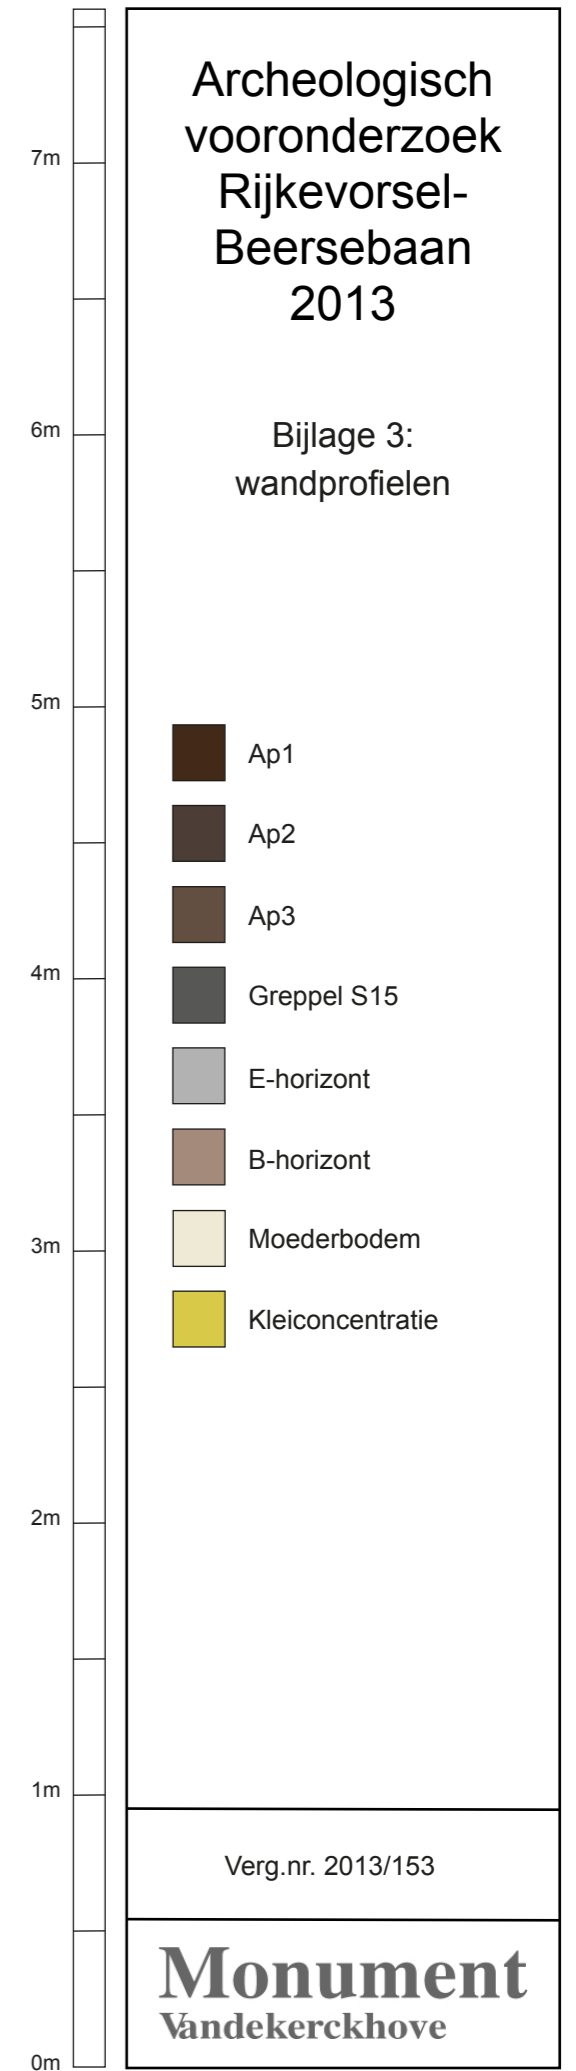 Archeologisch
vooronderzoek
Rijkevorsel-
Beersebaan
2013
Bijlage 3:
wandprofielen
7m
6m
5m
4m
3m
2m
1m
0m
Ap1
Ap2
Ap3
Greppel S15
E-horizont
B-horizont
Moederbodem
Kleiconcentratie
Verg.nr. 2013/153
Monument
Vandekerckhove